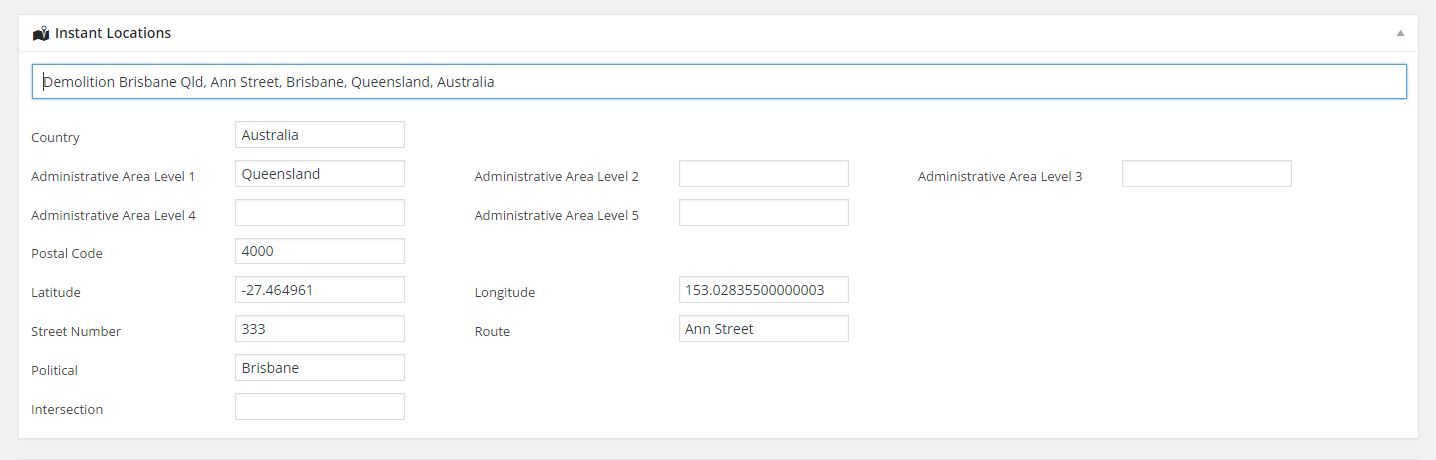 Instant Locations
Demolition Brisbane Qld, Ann Street, Brisbane, Queensland, Australia
Country Australia
Administrative Area Level 1 Queensland Administrative Area Level 2 Administrative Area Level 3
Administrative Area Level 4 Administrative Area Level 5
Postal Code 4000
Latitude -27.464961 Longitude 153.02835500000003
Street Number 333 Route Ann Street
Political Brisbane
Intersection